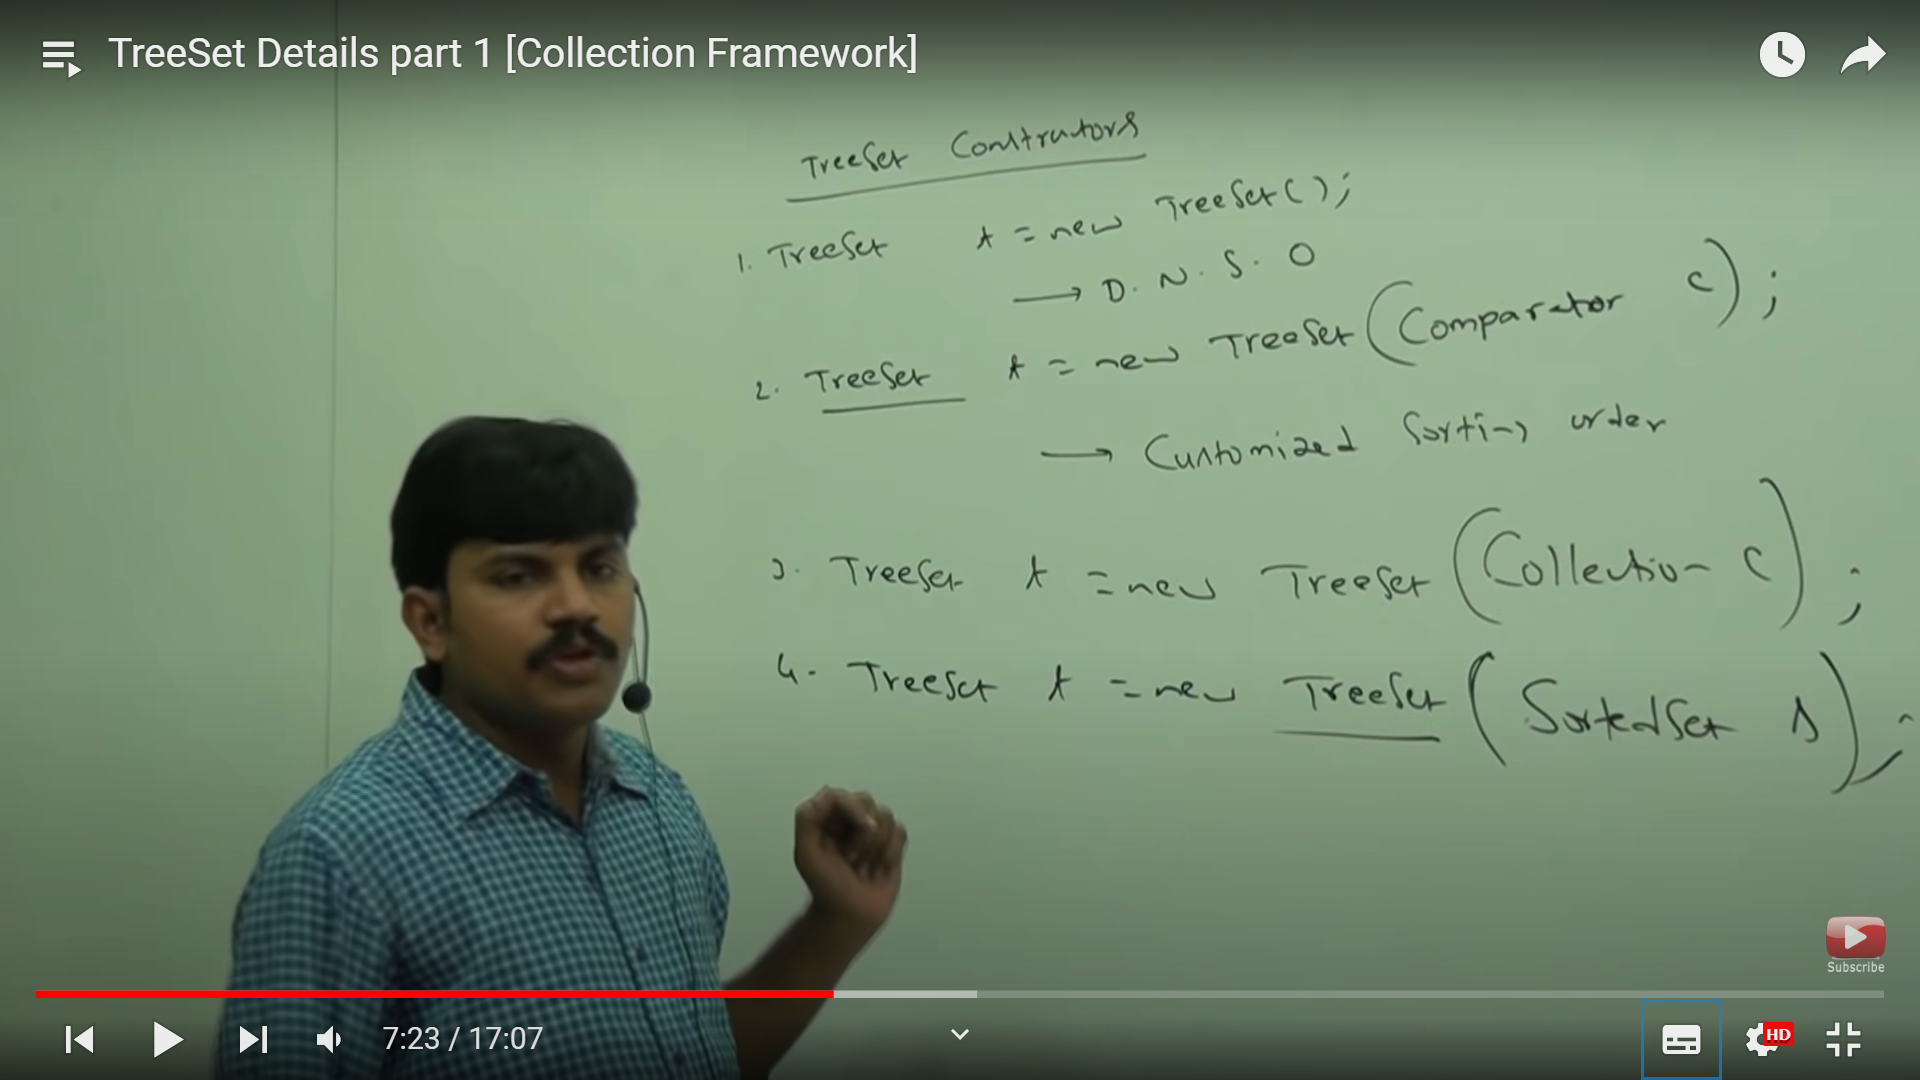 TreeSet Details part 1 [Collection Framework]
TreeSet Constructors
1. TreeSet t = new TreeSet();
→ D. N. S. O
2. TreeSet t = new TreeSet(Comparator c);
→ Customized Sorting order
3. TreeSet t = new TreeSet(Collection c);
4. TreeSet t = new TreeSet(SortedSet s);
Subscribe
7:23 / 17:07
HD